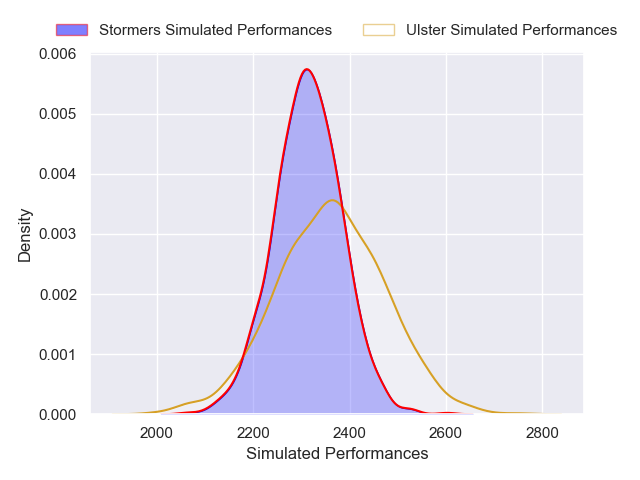 Stormers Simulated Performances Ulster Simulated Performances
0.006
0.005
0.004
0.003
0.002
0.001
0.000
Density
2000 2200 2400 2600 2800
Simulated Performances